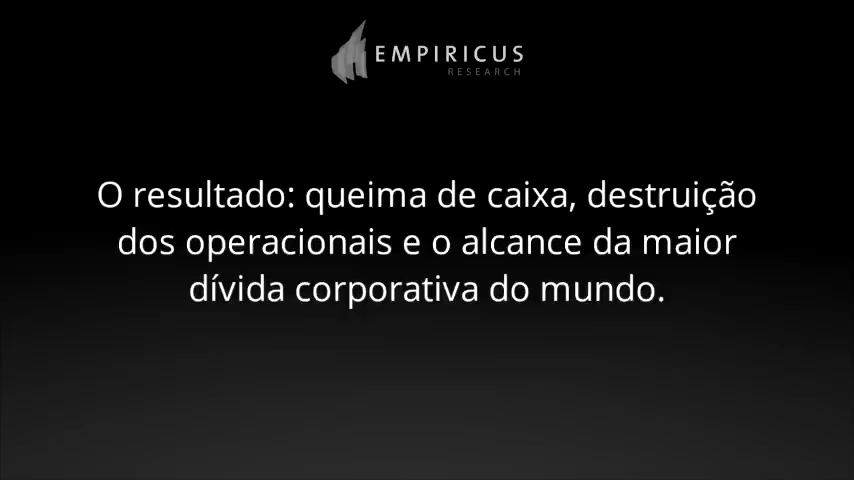 EMPIRICUS
RESEARCH
O resultado: queima de caixa, destruição
dos operacionais e o alcance da maior
dívida corporativa do mundo.